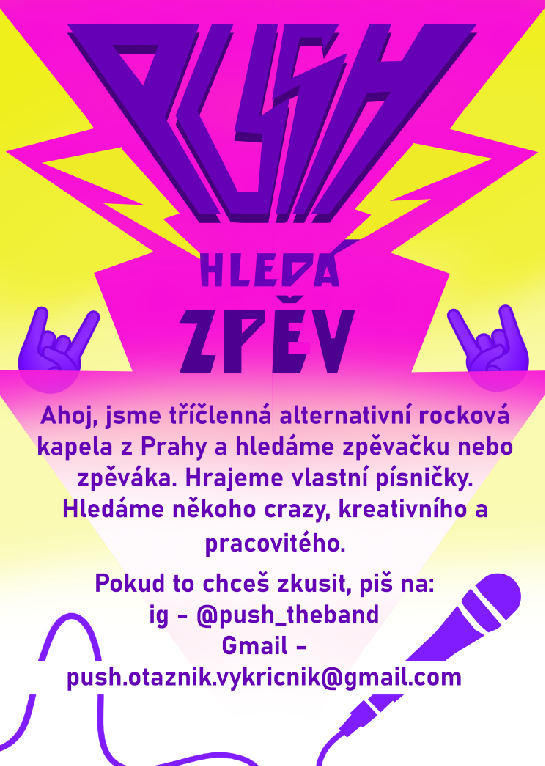 PUSH
HLEDÁ
ZPĚV
Ahoj, jsme tříčlenná alternativní rocková
kapela z Prahy a hledáme zpěvačku nebo
zpěváka. Hrajeme vlastní písničky.
Hledáme někoho crazy, kreativního a
pracovitého.
Pokud to chceš zkusit, piš na:
ig - @push_theband
Gmail -
push.otaznik.vykricnik@gmail.com